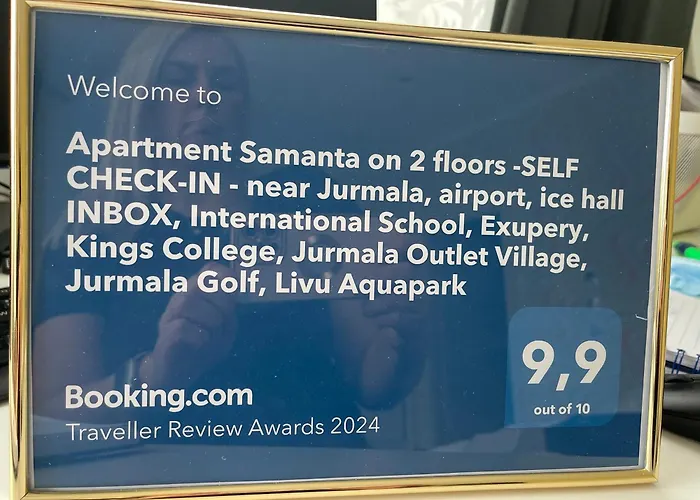 Welcome to
Apartment Samanta on 2 floors -SELF
CHECK-IN - near Jurmala, airport, ice hall
INBOX, International School, Exupery,
Kings College, Jurmala Outlet Village,
Jurmala Golf, Livu Aquapark
9,9
out of 10
Booking.com
Traveller Review Awards 2024